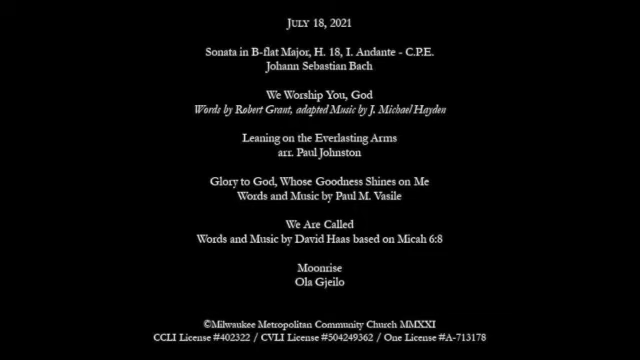 JULY 18, 2021
Sonata in B-flat Major, H. 18, I. Andante - C.P.E.
Johann Sebastian Bach
We Worship You, God
Words by Robert Grant, adapted Music by J. Michael Hayden
Leaning on the Everlasting Arms
arr. Paul Johnston
Glory to God, Whose Goodness Shines on Me
Words and Music by Paul M. Vasile
We Are Called
Words and Music by David Haas based on Micah 6:8
Moonrise
Ola Gjeilo
©Milwaukee Metropolitan Community Church MMXXI
CCLI License #402322 / CVLI License #504249362 / One License #A-713178